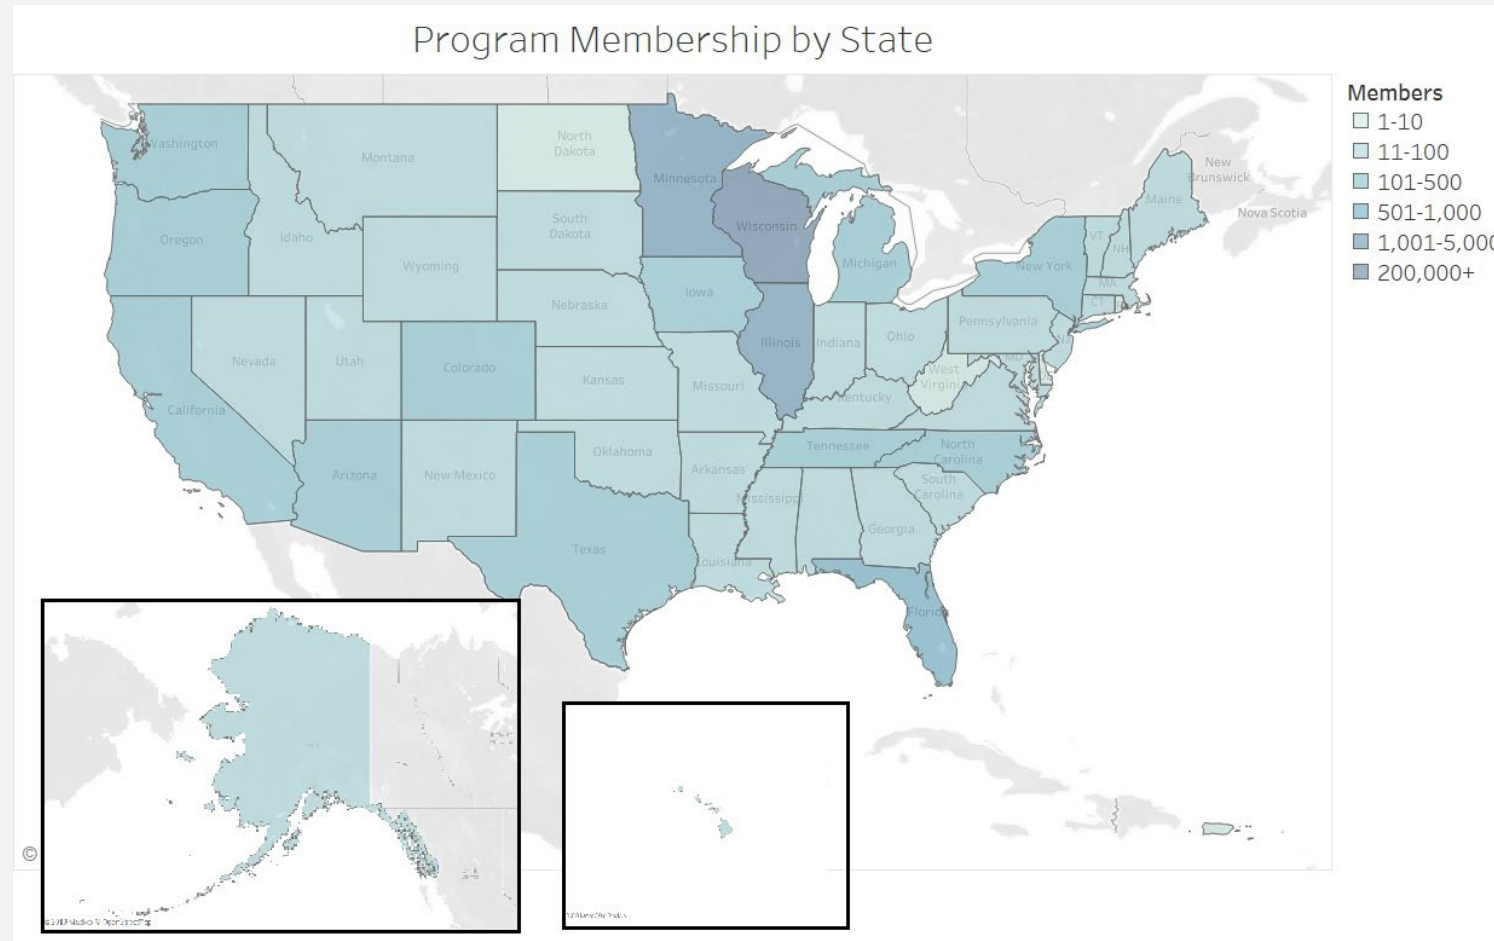 Program Membership by State
Members
1-10
11-100
101-500
501-1,000
1,001-5,000
200,000+
Washington
Montana
North
Dakota
Minnesota
New
Brunswick
Nova Scotia
Maine
Oregon
Idaho
South
Dakota
Wisconsin
VT
NH
Wyoming
Michigan
New York
Iowa
MA
CT
Nebraska
Illinois
Indiana
Ohio
Pennsylvania
NJ
Nevada
Utah
Colorado
Kansas
Missouri
West
Virginia
MD
Kentucky
California
Tennessee
North
Carolina
Arizona
New Mexico
Oklahoma
Arkansas
South
Carolina
Mississippi
Georgia
Texas
Louisiana
Florida
©